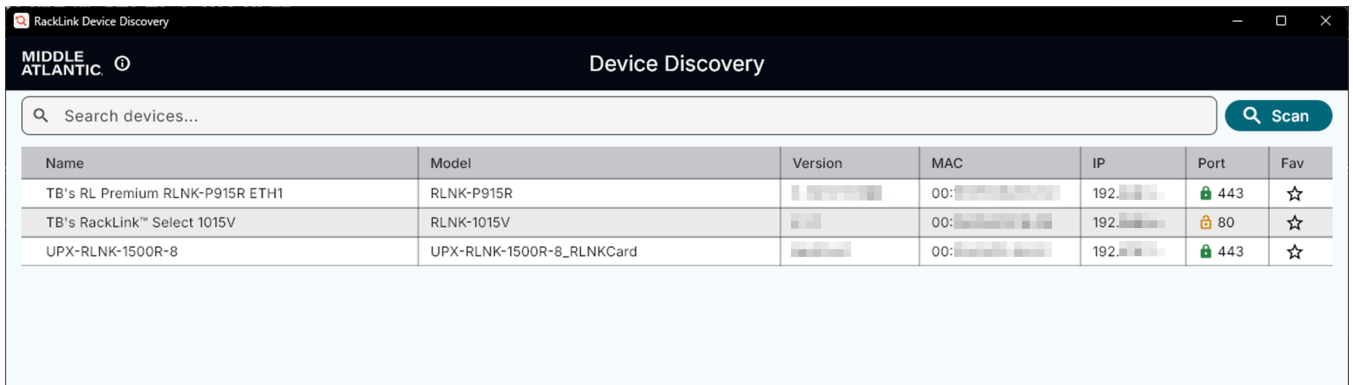 RackLink Device Discovery
MIDDLE
ATLANTIC.
Device Discovery
Search devices...
Scan
Name Model Version MAC IP Port Fav
TB's RL Premium RLNK-P915R ETH1 RLNK-P915R 00: 192. 443
TB's RackLink™ Select 1015V RLNK-1015V 00: 192. 80
UPX-RLNK-1500R-8 UPX-RLNK-1500R-8_RLNKCard 00: 192. 443